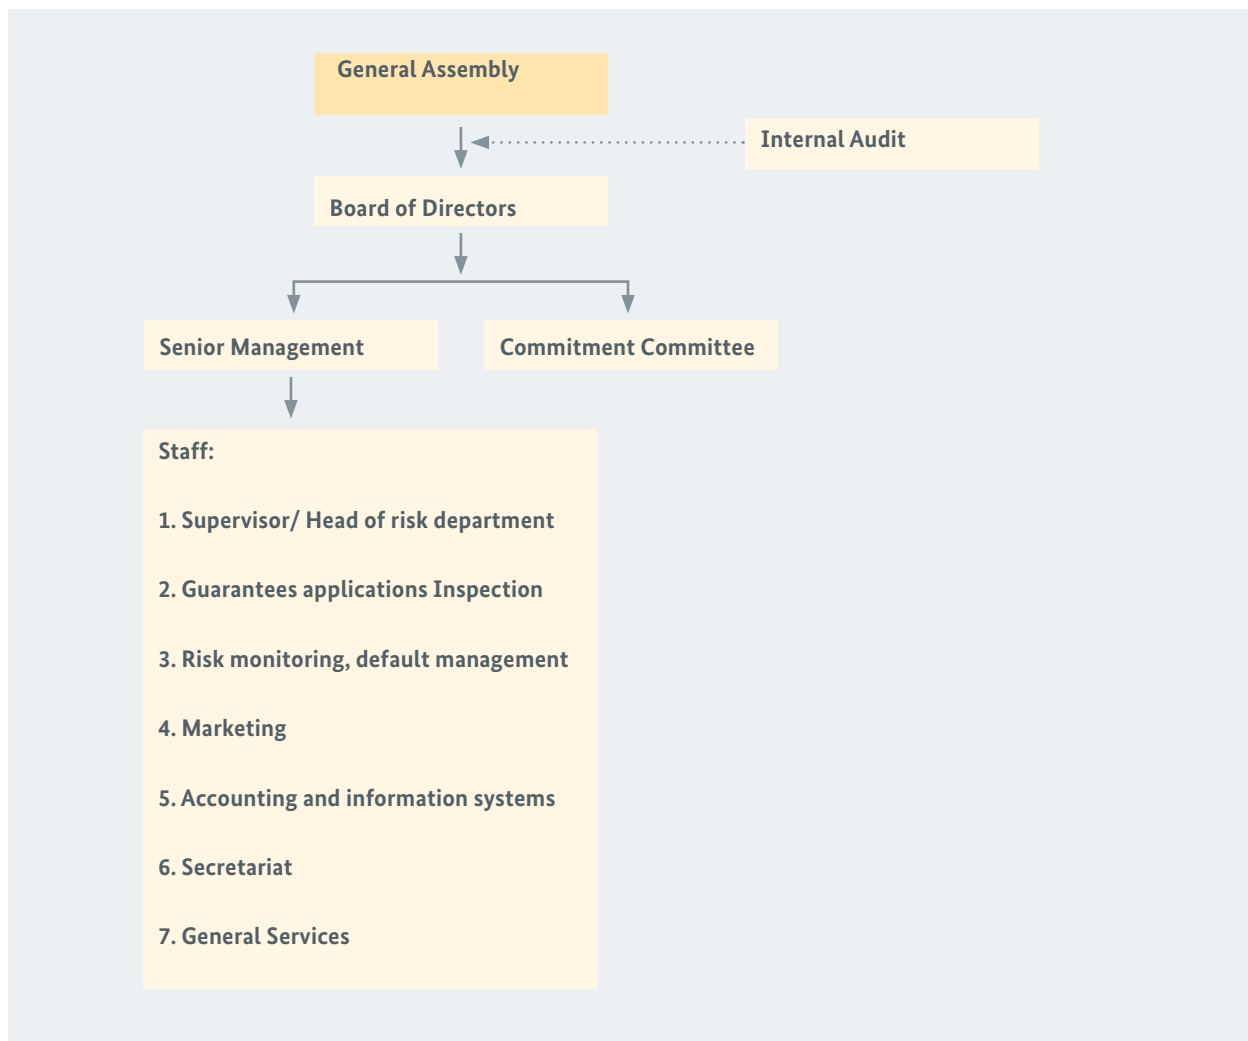 General Assembly
Internal Audit
Board of Directors
Senior Management
Commitment Committee
Staff:
1. Supervisor/ Head of risk department
2. Guarantees applications Inspection
3. Risk monitoring, default management
4. Marketing
5. Accounting and information systems
6. Secretariat
7. General Services